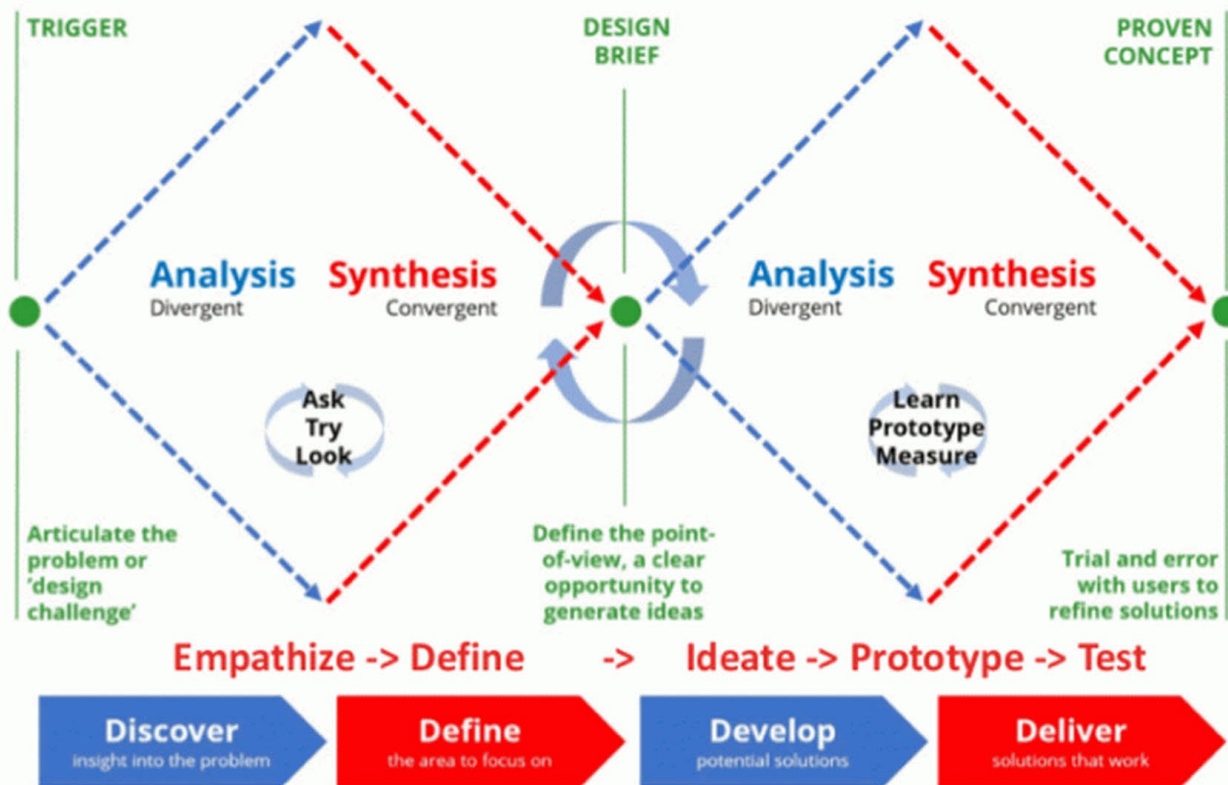 TRIGGER
DESIGN
BRIEF
PROVEN
CONCEPT
Analysis
Divergent
Synthesis
Convergent
Analysis
Divergent
Synthesis
Convergent
Ask
Try
Look
Learn
Prototype
Measure
Articulate the
problem or
‘design
challenge’
Define the point-
of-view, a clear
opportunity to
generate ideas
Trial and error
with users to
refine solutions
Empathize -> Define -> Ideate -> Prototype -> Test
Discover
insight into the problem
Define
the area to focus on
Develop
potential solutions
Deliver
solutions that work